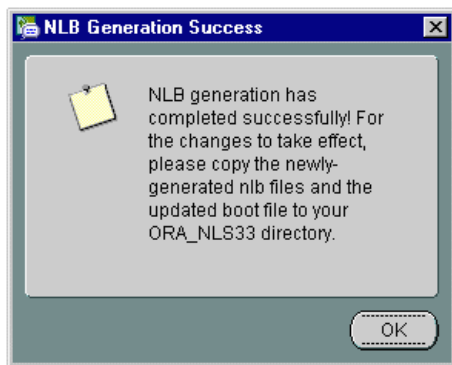 NLB Generation Success
NLB generation has
completed successfully! For
the changes to take effect,
please copy the newly-
generated nlb files and the
updated boot file to your
ORA_NLS33 directory.
OK